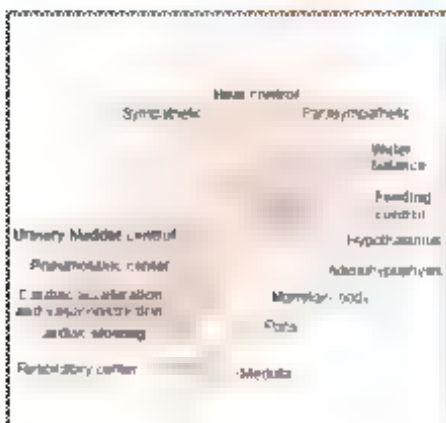 Heat control
Sympathetic
Parasympathetic
Water
balance
Feeding
control
Urinary bladder control
Hypothalamus
Pneumotaxic center
Adenohypophysis
Cardiac acceleration
and vasoconstriction
Mamillary body
Cardiac slowing
Pons
Respiratory center
Medulla